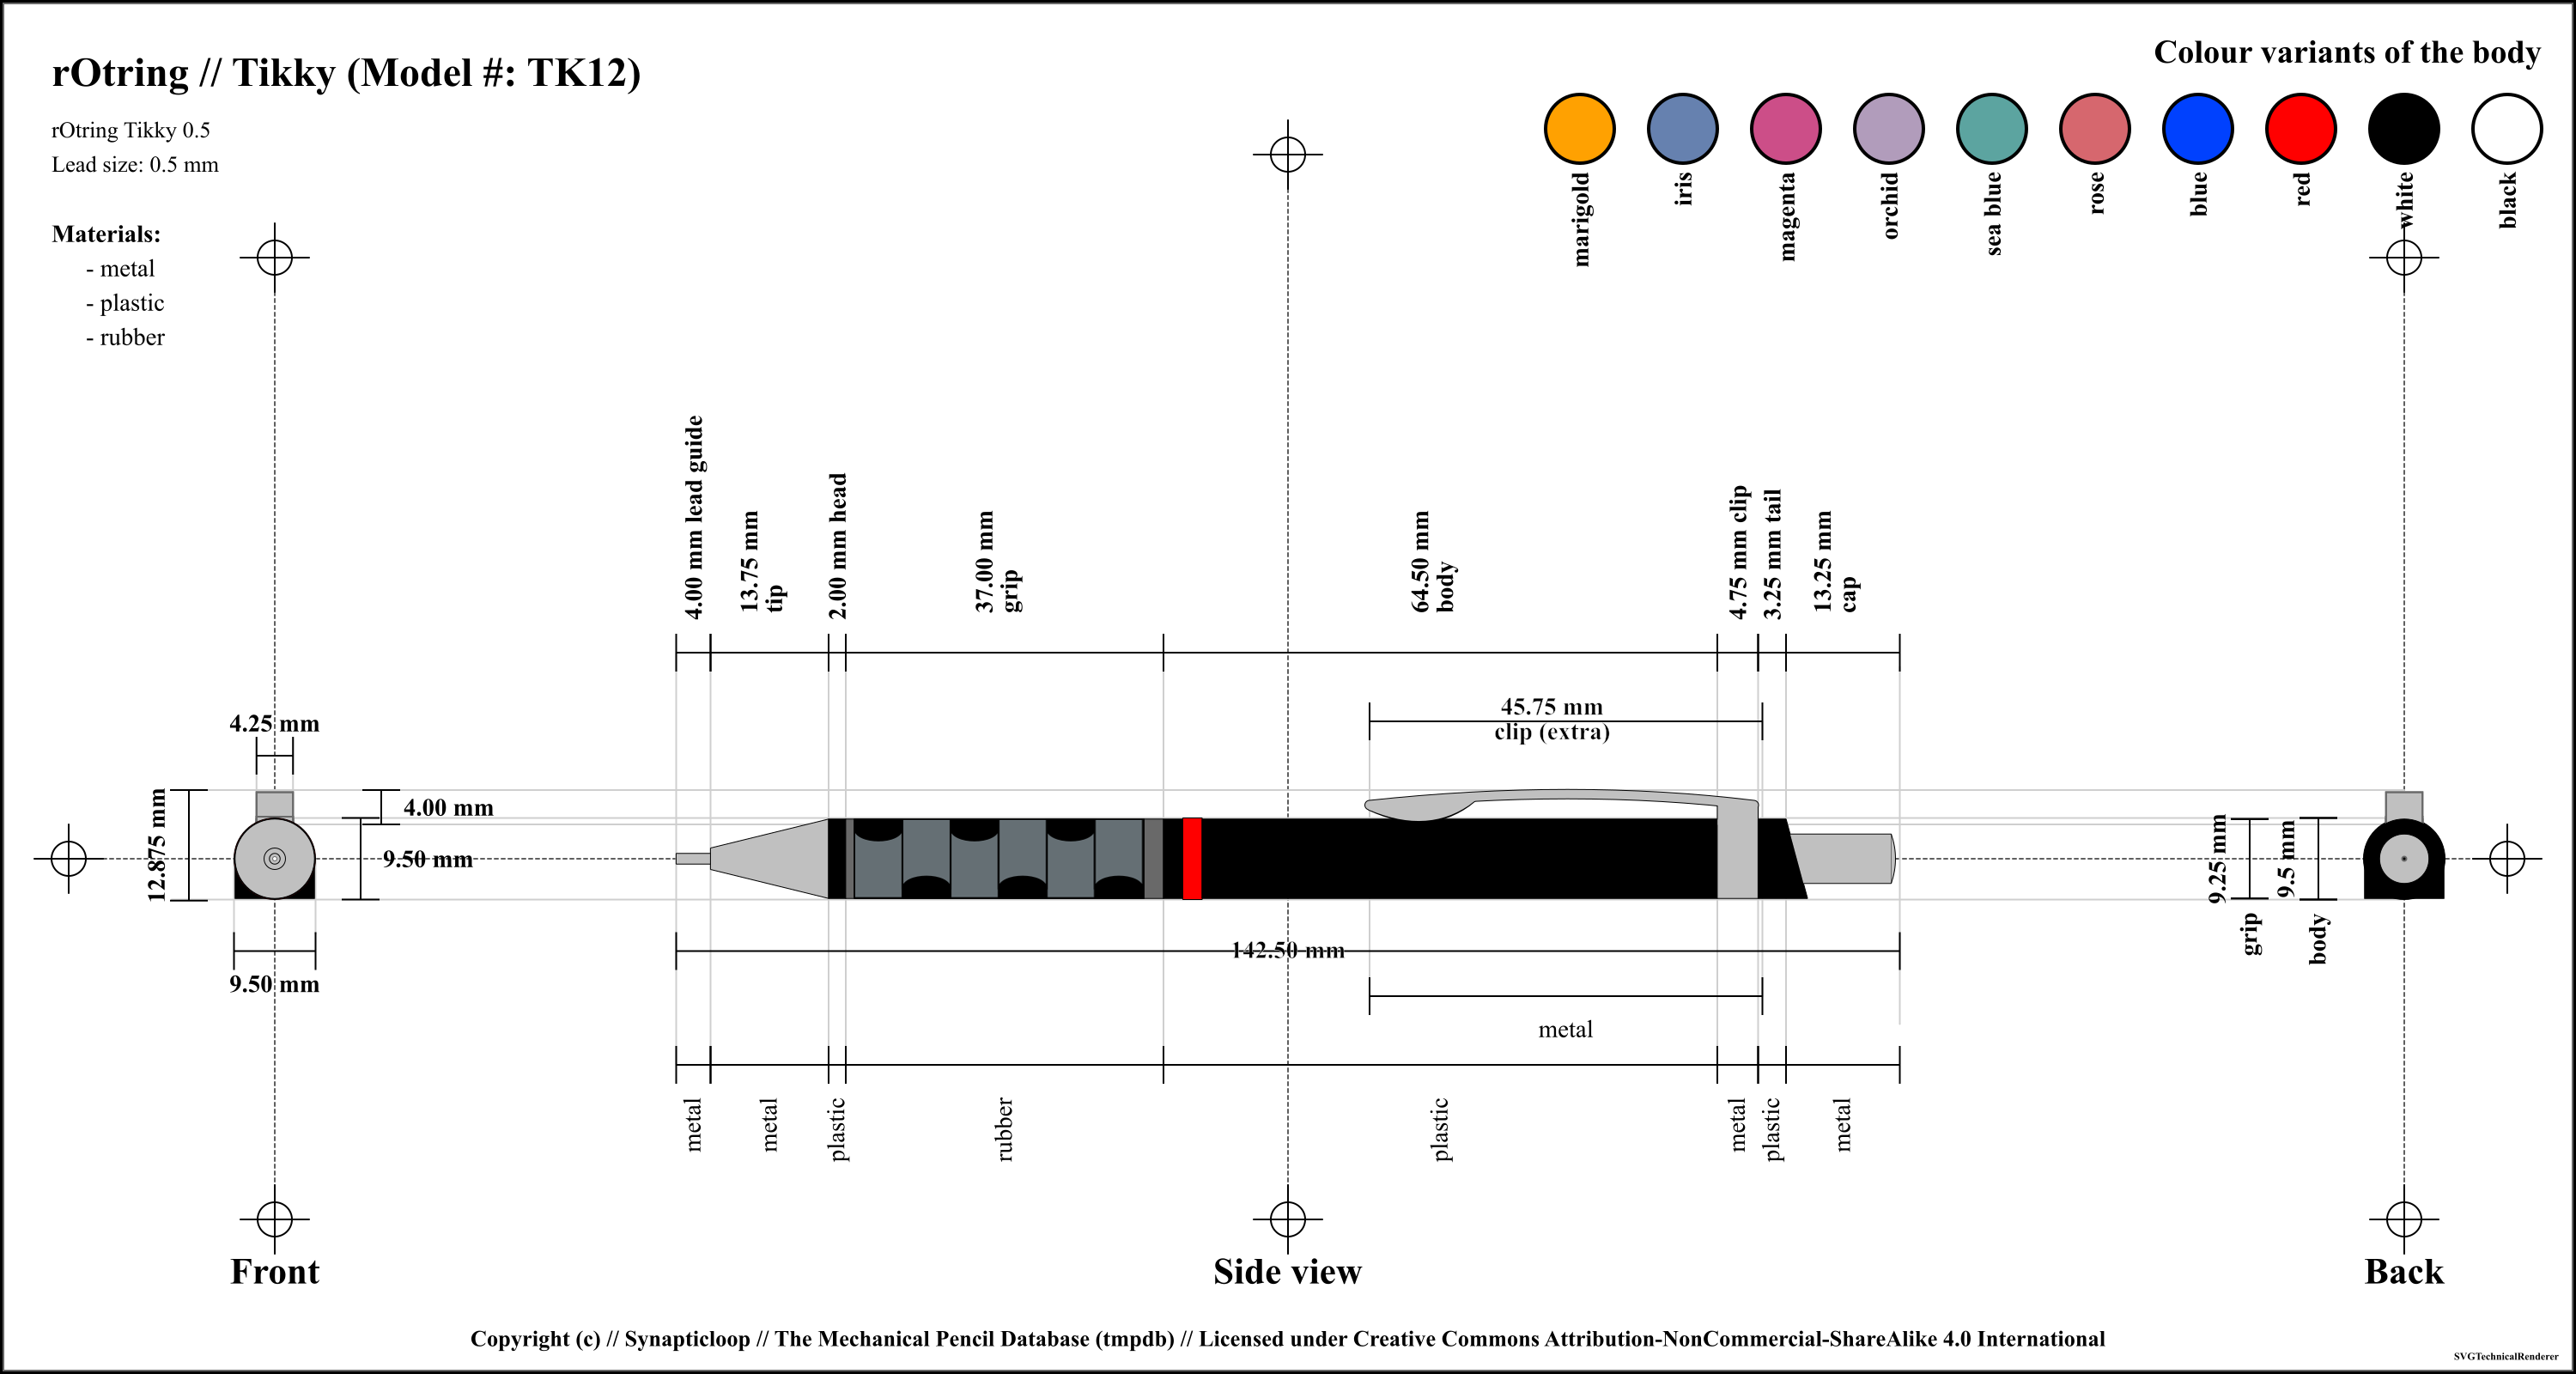 rOtring // Tikky (Model #: TK12)
rOtring Tikky 0.5
Lead size: 0.5 mm
Materials:
- metal
- plastic
- rubber
Colour variants of the body
marigold
iris
magenta
orchid
sea blue
rose
blue
red
white
black
4.00 mm lead guide
13.75 mm
tip
2.00 mm head
37.00 mm
grip
64.50 mm
body
4.75 mm clip
3.25 mm tail
13.25 mm
cap
45.75 mm
clip (extra)
4.25 mm
12.875 mm
4.00 mm
9.50 mm
9.50 mm
142.50 mm
metal
9.25 mm
grip
9.5 mm
body
metal
metal
plastic
rubber
plastic
metal
plastic
metal
Front
Side view
Back
Copyright (c) // Synapticloop // The Mechanical Pencil Database (tmpdb) // Licensed under Creative Commons Attribution-NonCommercial-ShareAlike 4.0 International
SVGTechnicalRenderer